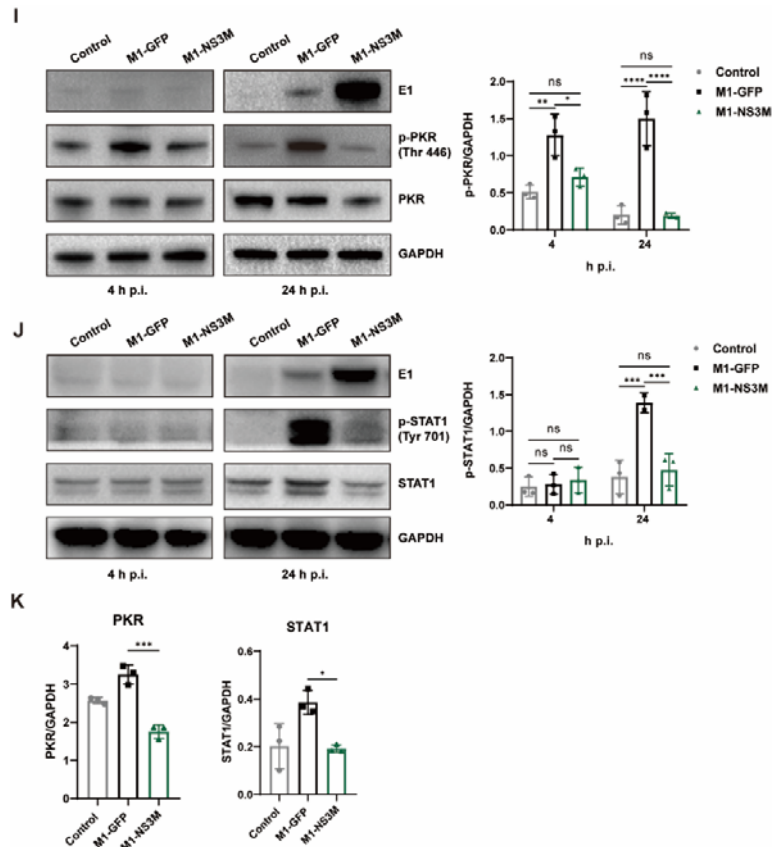 I
Control
M1-GFP
M1-NS3M
Control
M1-GFP
M1-NS3M
E1
p-PKR
(Thr 446)
PKR
GAPDH
4 h p.i.
24 h p.i.
p-PKR/GAPDH
2.0
1.5
1.0
0.5
0.0
ns
**
*
ns
****
****
4
24
h p.i.
Control
M1-GFP
M1-NS3M
J
Control
M1-GFP
M1-NS3M
Control
M1-GFP
M1-NS3M
E1
p-STAT1
(Tyr 701)
STAT1
GAPDH
4 h p.i.
24 h p.i.
p-STAT1/GAPDH
2.0
1.5
1.0
0.5
0.0
ns
ns
ns
ns
***
***
4
24
h p.i.
Control
M1-GFP
M1-NS3M
K
PKR
PKR/GAPDH
4
3
2
1
0
***
Control
M1-GFP
M1-NS3M
STAT1
STAT1/GAPDH
0.6
0.4
0.2
0.0
*
Control
M1-GFP
M1-NS3M